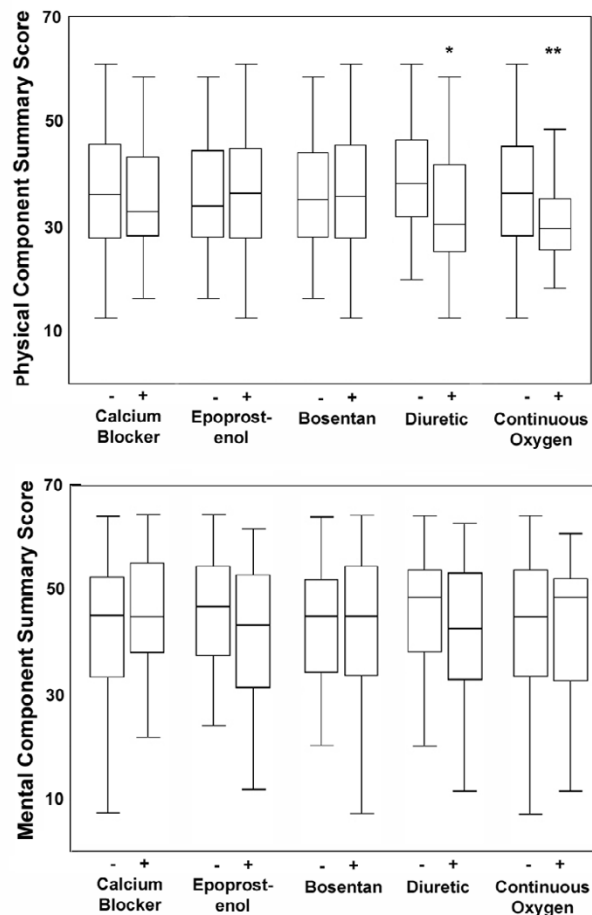 Physical Component Summary Score
70
50
30
10
* **
- + - + - + - + - +
Calcium Blocker
Epoprost-enol
Bosentan
Diuretic
Continuous Oxygen
Mental Component Summary Score
70
50
30
10
- + - + - + - + - +
Calcium Blocker
Epoprost-enol
Bosentan
Diuretic
Continuous Oxygen